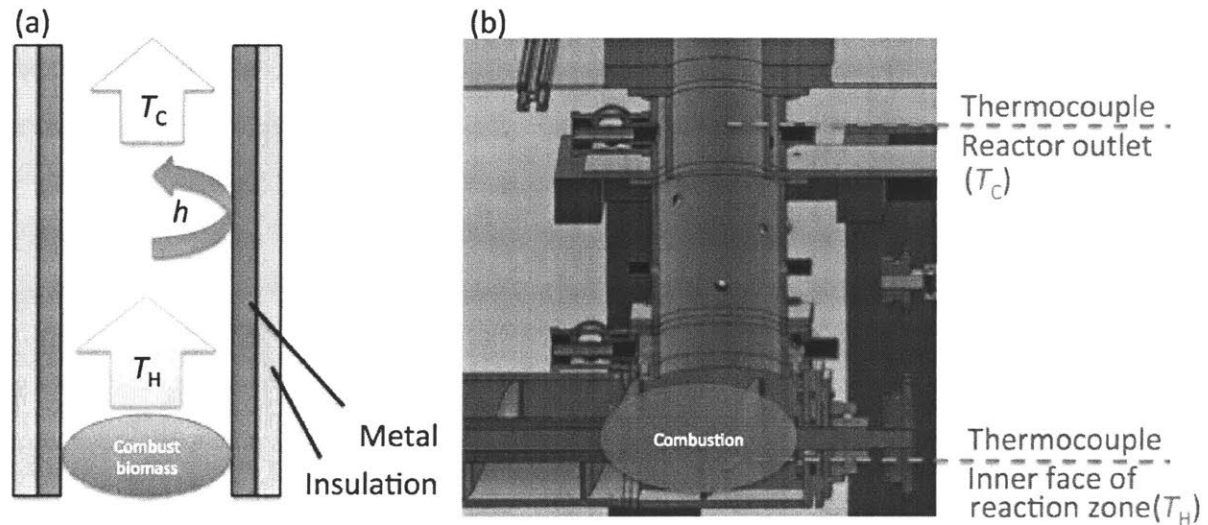 (a)
T_C
h
T_H
Combust
biomass
Metal
Insulation
(b)
Combustion
Thermocouple
Reactor outlet
(T_C)
Thermocouple
Inner face of
reaction zone(T_H)